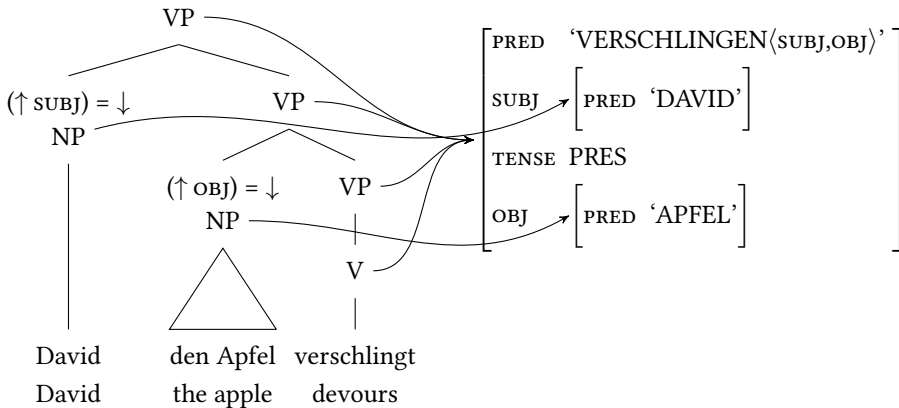 VP
PRED ‘VERSCHLINGEN⟨SUBJ,OBJ⟩’
(↑ SUBJ) = ↓
VP
SUBJ [PRED ‘DAVID’]
NP
TENSE PRES
(↑ OBJ) = ↓
VP
NP
OBJ [PRED ‘APFEL’]
V
David den Apfel verschlingt
David the apple devours